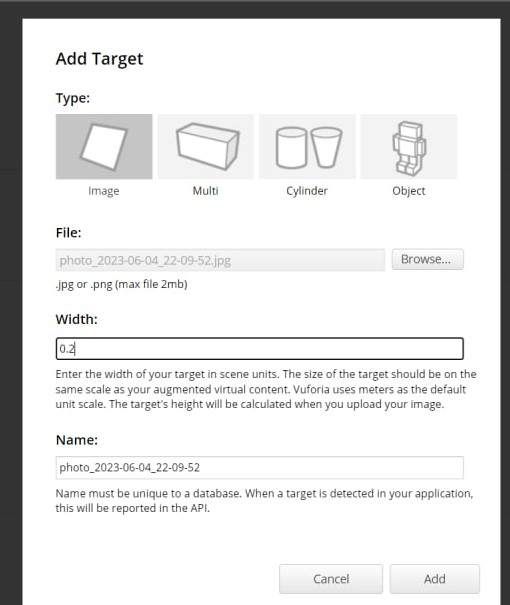 Add Target
Type:
Image Multi Cylinder Object
File:
photo_2023-06-04_22-09-52.jpg Browse...
.jpg or .png (max file 2mb)
Width:
0.2
Enter the width of your target in scene units. The size of the target should be on the
same scale as your augmented virtual content. Vuforia uses meters as the default
unit scale. The target's height will be calculated when you upload your image.
Name:
photo_2023-06-04_22-09-52
Name must be unique to a database. When a target is detected in your application,
this will be reported in the API.
Cancel Add